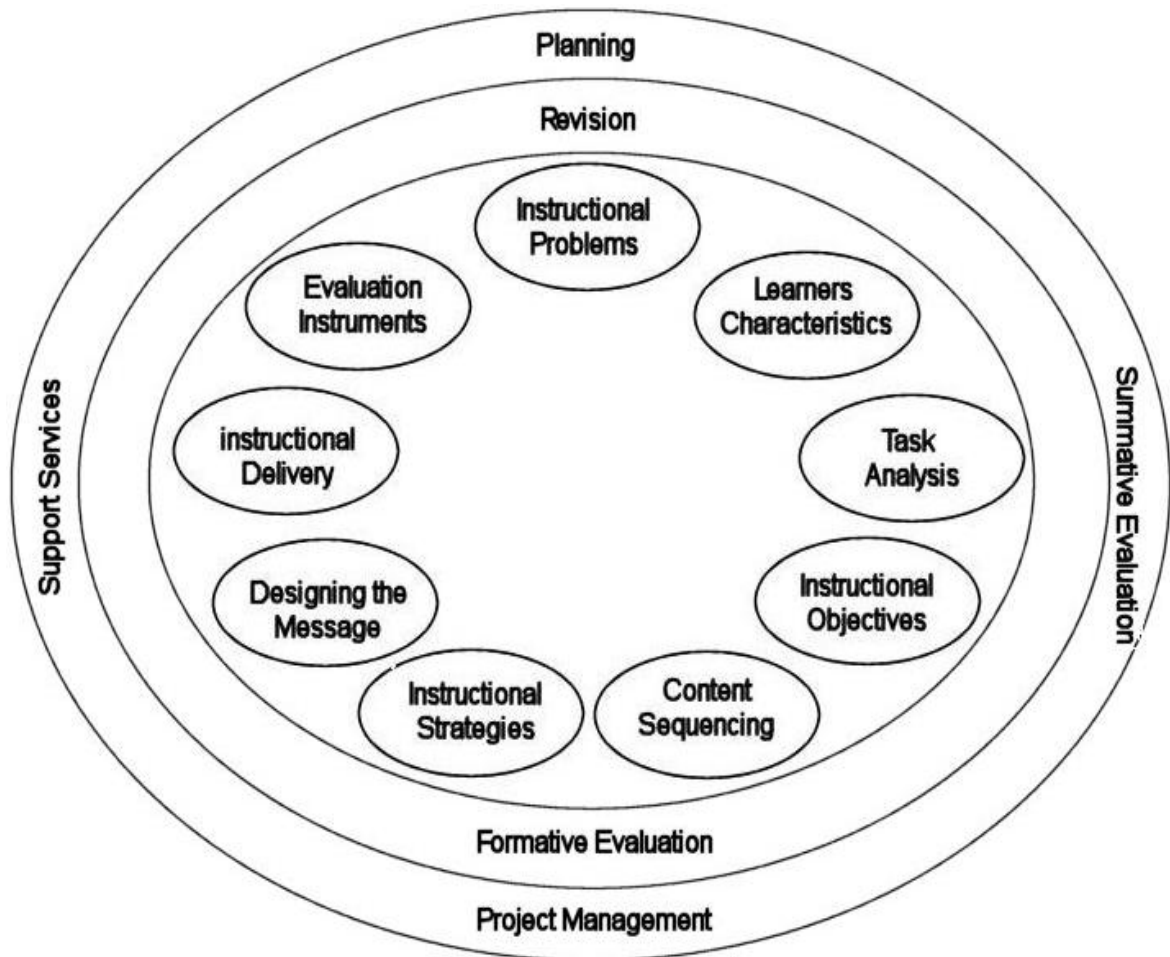 Planning
Revision
Instructional
Problems
Evaluation
Instruments
Learners
Characteristics
instructional
Delivery
Task
Analysis
Support Services
Summative Evaluation
Designing the
Message
Instructional
Objectives
Instructional
Strategies
Content
Sequencing
Formative Evaluation
Project Management